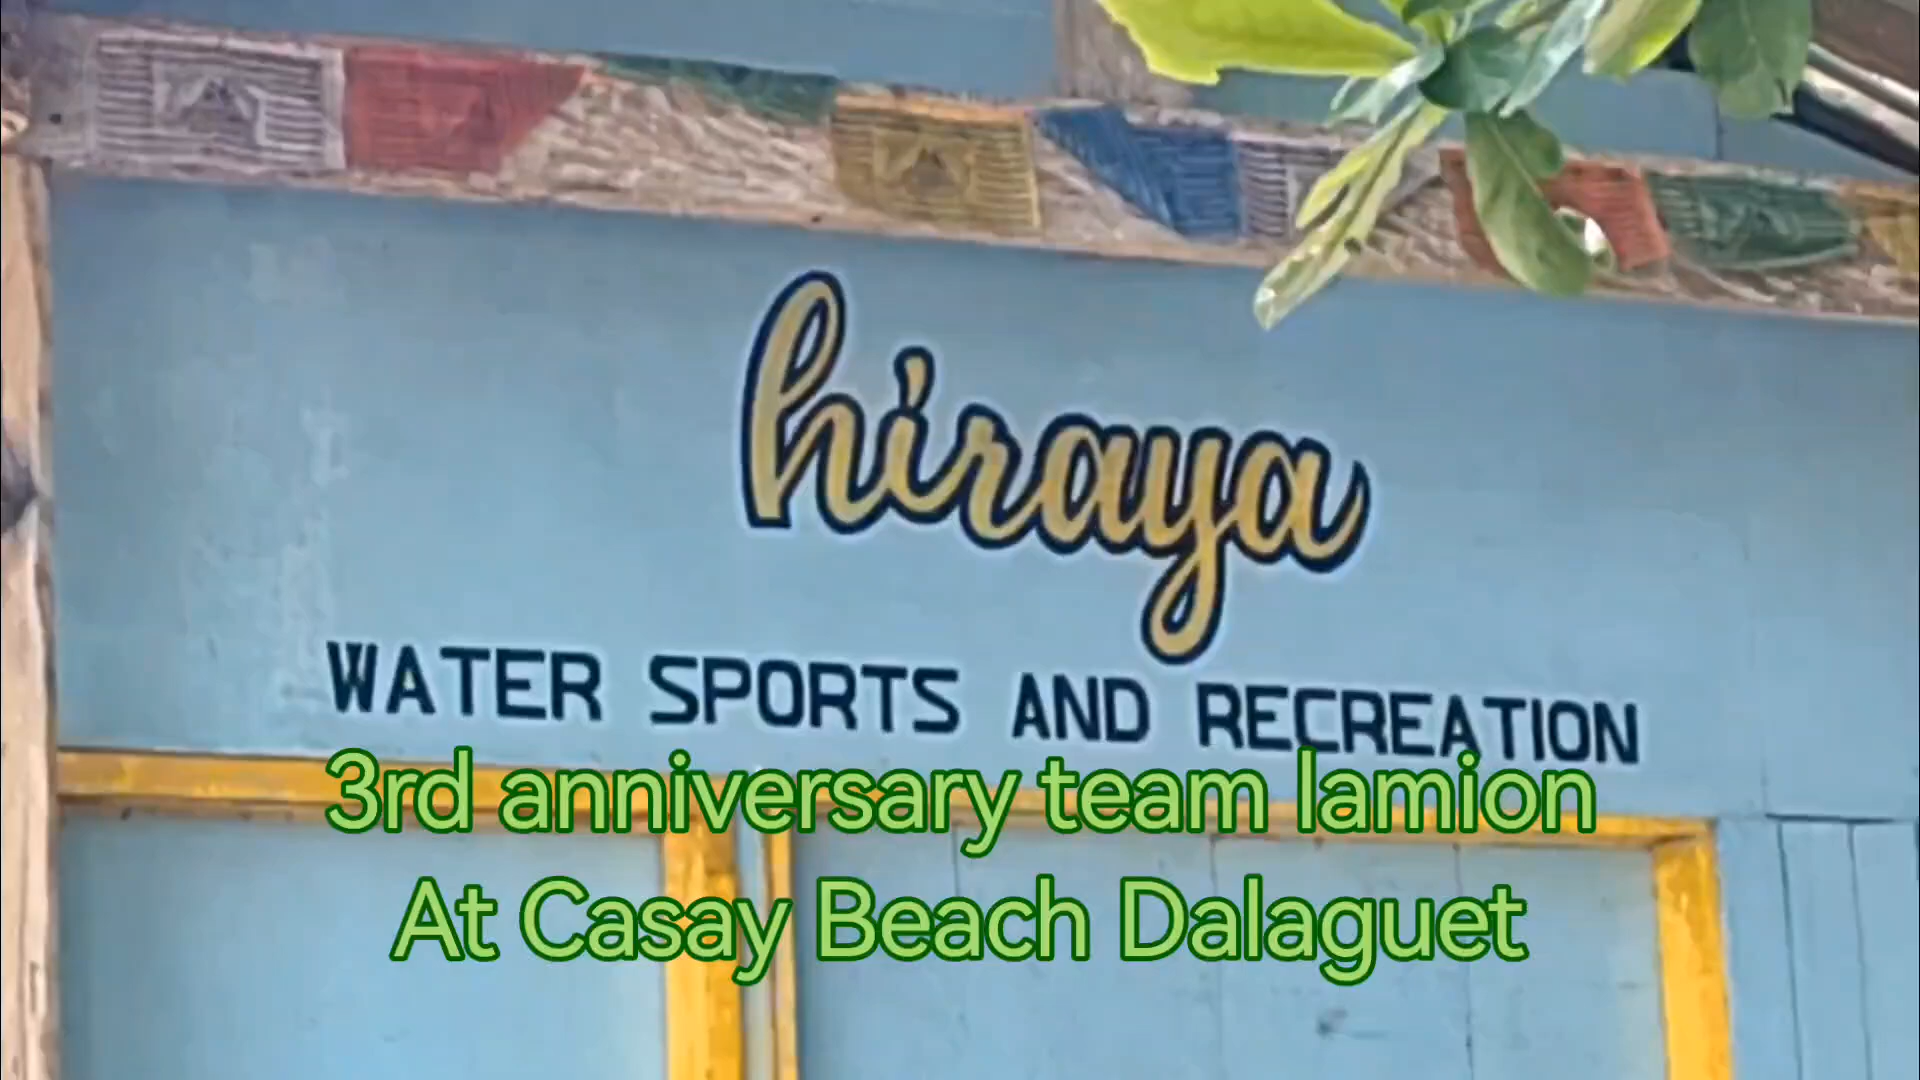 hiraya
WATER SPORTS AND RECREATION
3rd anniversary team lamion
At Casay Beach Dalaguet